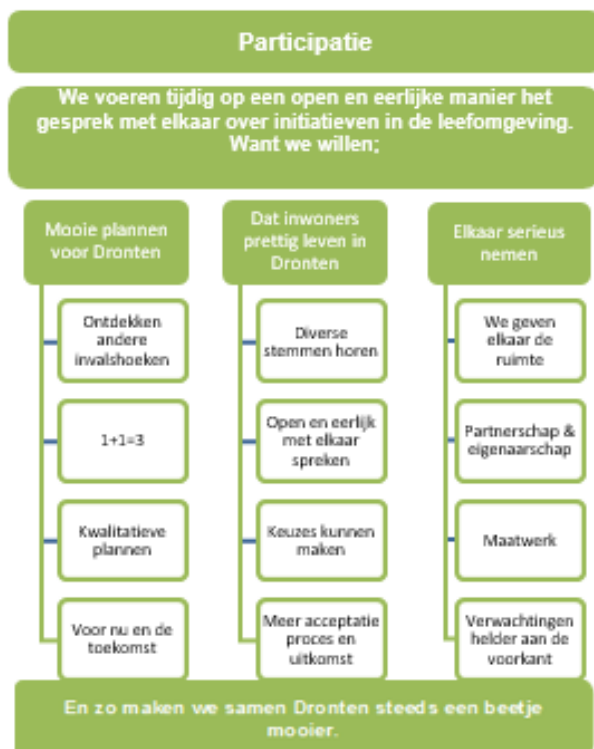 Participatie
We voeren tijdig op een open en eerlijke manier het
gesprek met elkaar over initiatieven in de leefomgeving.
Want we willen;
Mooie plannen
voor Dronten
Ontdekken
andere
invalshoeken
1+1=3
Kwalitatieve
plannen
Voor nu en de
toekomst
Dat inwoners
prettig leven in
Dronten
Diverse
stemmen horen
Open en eerlijk
met elkaar
spreken
Keuzes kunnen
maken
Meer acceptatie
proces en
uitkomst
Elkaar serieus
nemen
We geven
elkaar de
ruimte
Partnerschap &
eigenaarschap
Maatwerk
Verwachtingen
helder aan de
voorkant
En zo maken we samen Dronten steeds een beetje
mooier.